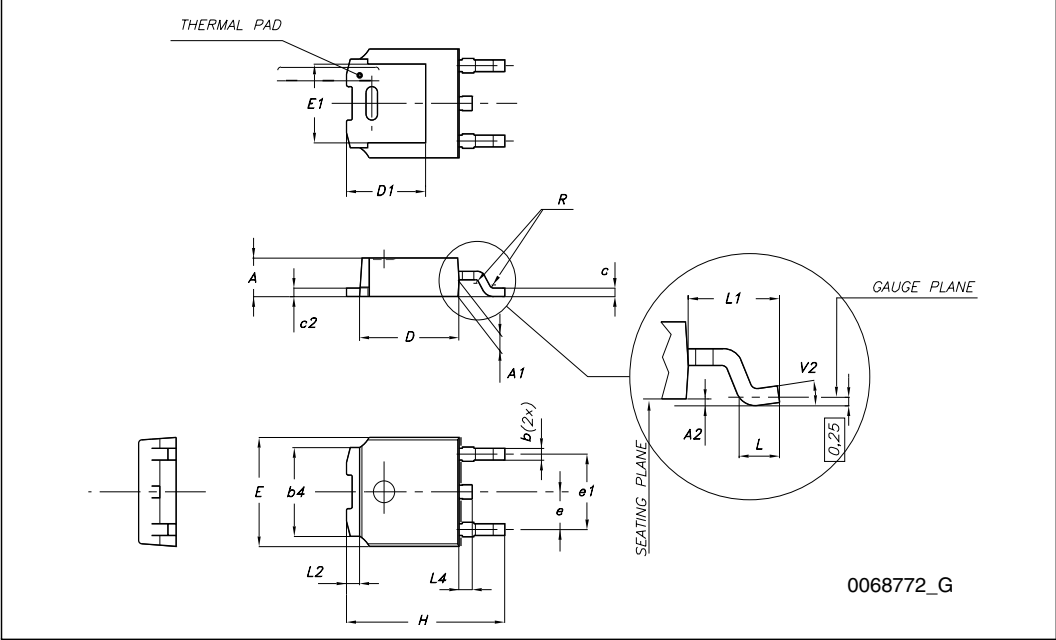 THERMAL PAD
E1
D1
R
A
c
c2
D
A1
L1
GAUGE PLANE
V2
A2
L
0,25
SEATING PLANE
b(2x)
E
b4
e1
e
L2
L4
H
0068772_G